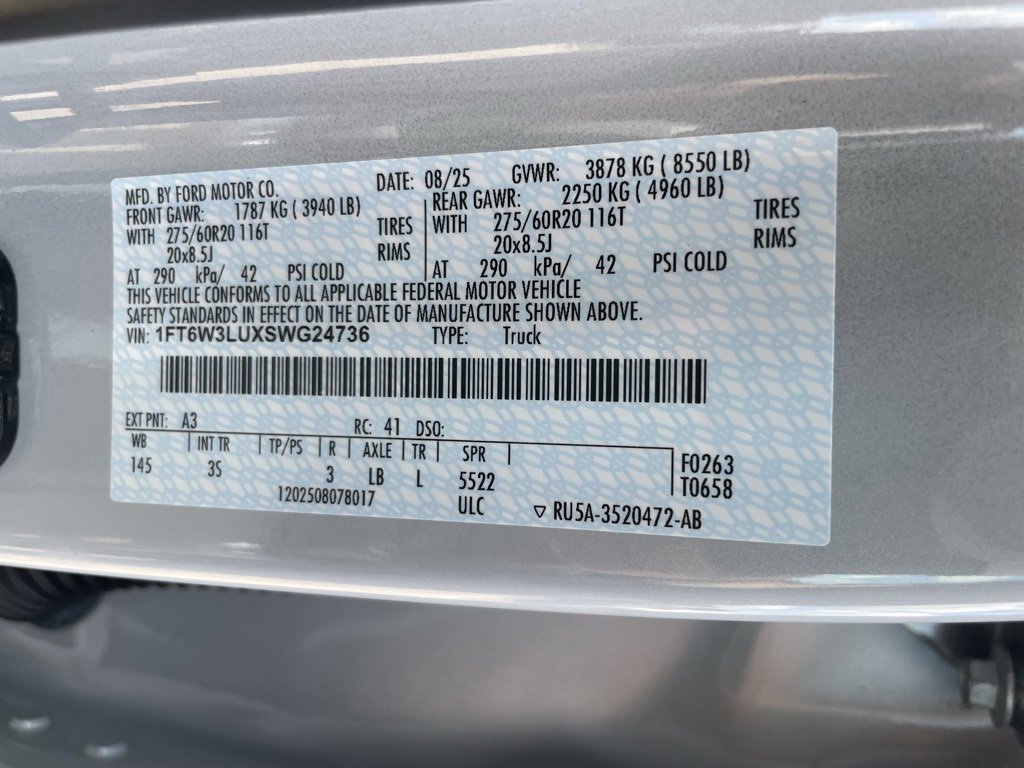 MFD. BY FORD MOTOR CO. DATE: 08/25 GVWR: 3878 KG ( 8550 LB)
FRONT GAWR: 1787 KG ( 3940 LB) REAR GAWR: 2250 KG ( 4960 LB)
WITH 275/60R20 116T TIRES WITH 275/60R20 116T TIRES
20x8.5J RIMS 20x8.5J RIMS
AT 290 kPa/ 42 PSI COLD AT 290 kPa/ 42 PSI COLD
THIS VEHICLE CONFORMS TO ALL APPLICABLE FEDERAL MOTOR VEHICLE
SAFETY STANDARDS IN EFFECT ON THE DATE OF MANUFACTURE SHOWN ABOVE.
VIN: 1FT6W3LUXSWG24736 TYPE: Truck
EXT PNT: A3 RC: 41 DSO:
WB INT TR TP/PS R AXLE TR SPR
145 3S 3 LB L 5522
F0263
T0658
1202508078017 ULC
RU5A-3520472-AB